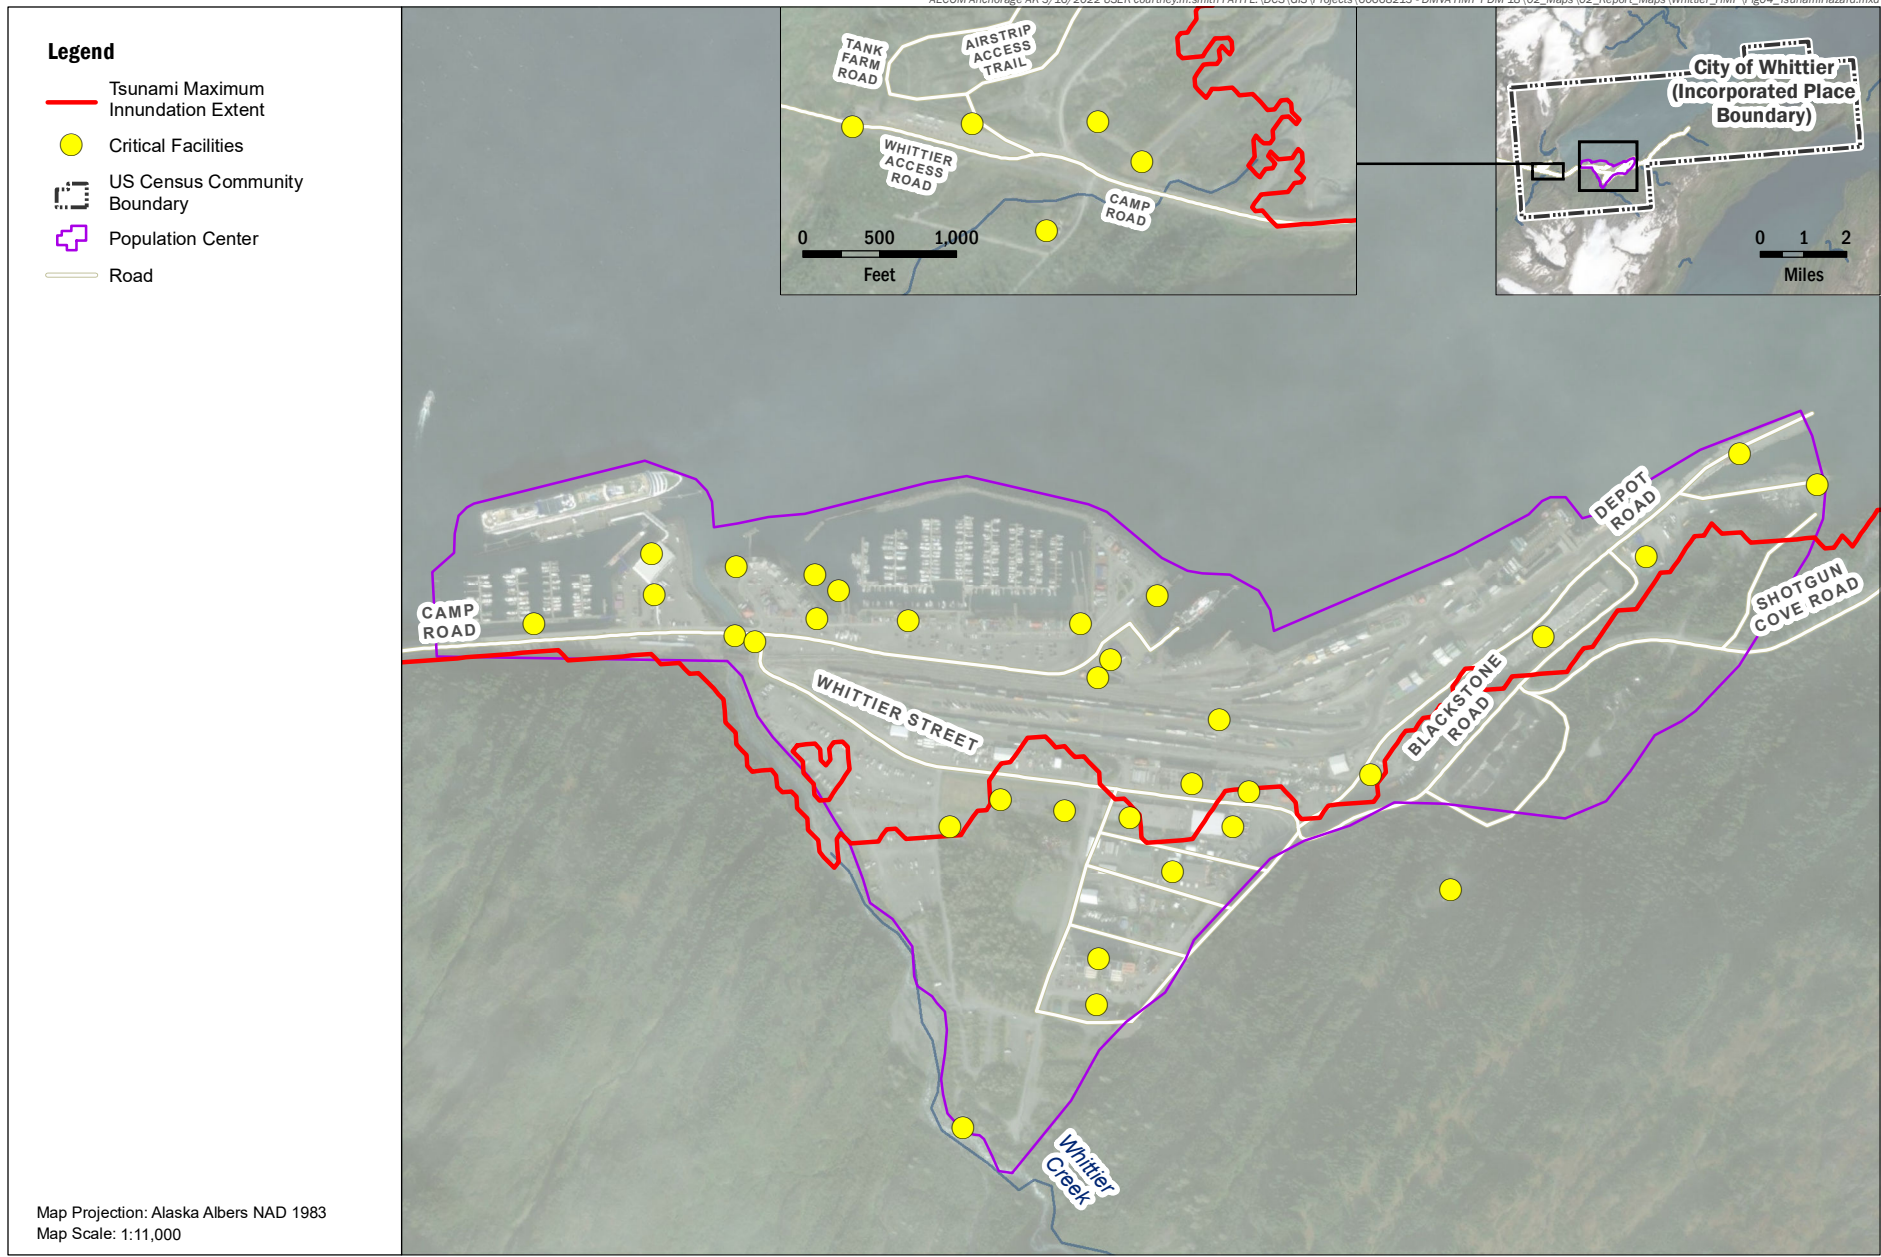 Legend
Tsunami Maximum
Innundation Extent
Critical Facilities
US Census Community
Boundary
Population Center
Road
Map Projection: Alaska Albers NAD 1983
Map Scale: 1:11,000
TANK
FARM
ROAD
AIRSTRIP
ACCESS
TRAIL
WHITTIER
ACCESS
ROAD
CAMP
ROAD
0 500 1,000
Feet
City of Whittier
(Incorporated Place
Boundary)
0 1 2
Miles
DEPOT
ROAD
SHOTGUN
COVE ROAD
CAMP
ROAD
WHITTIER STREET
BLACKSTONE
ROAD
Whittier
Creek